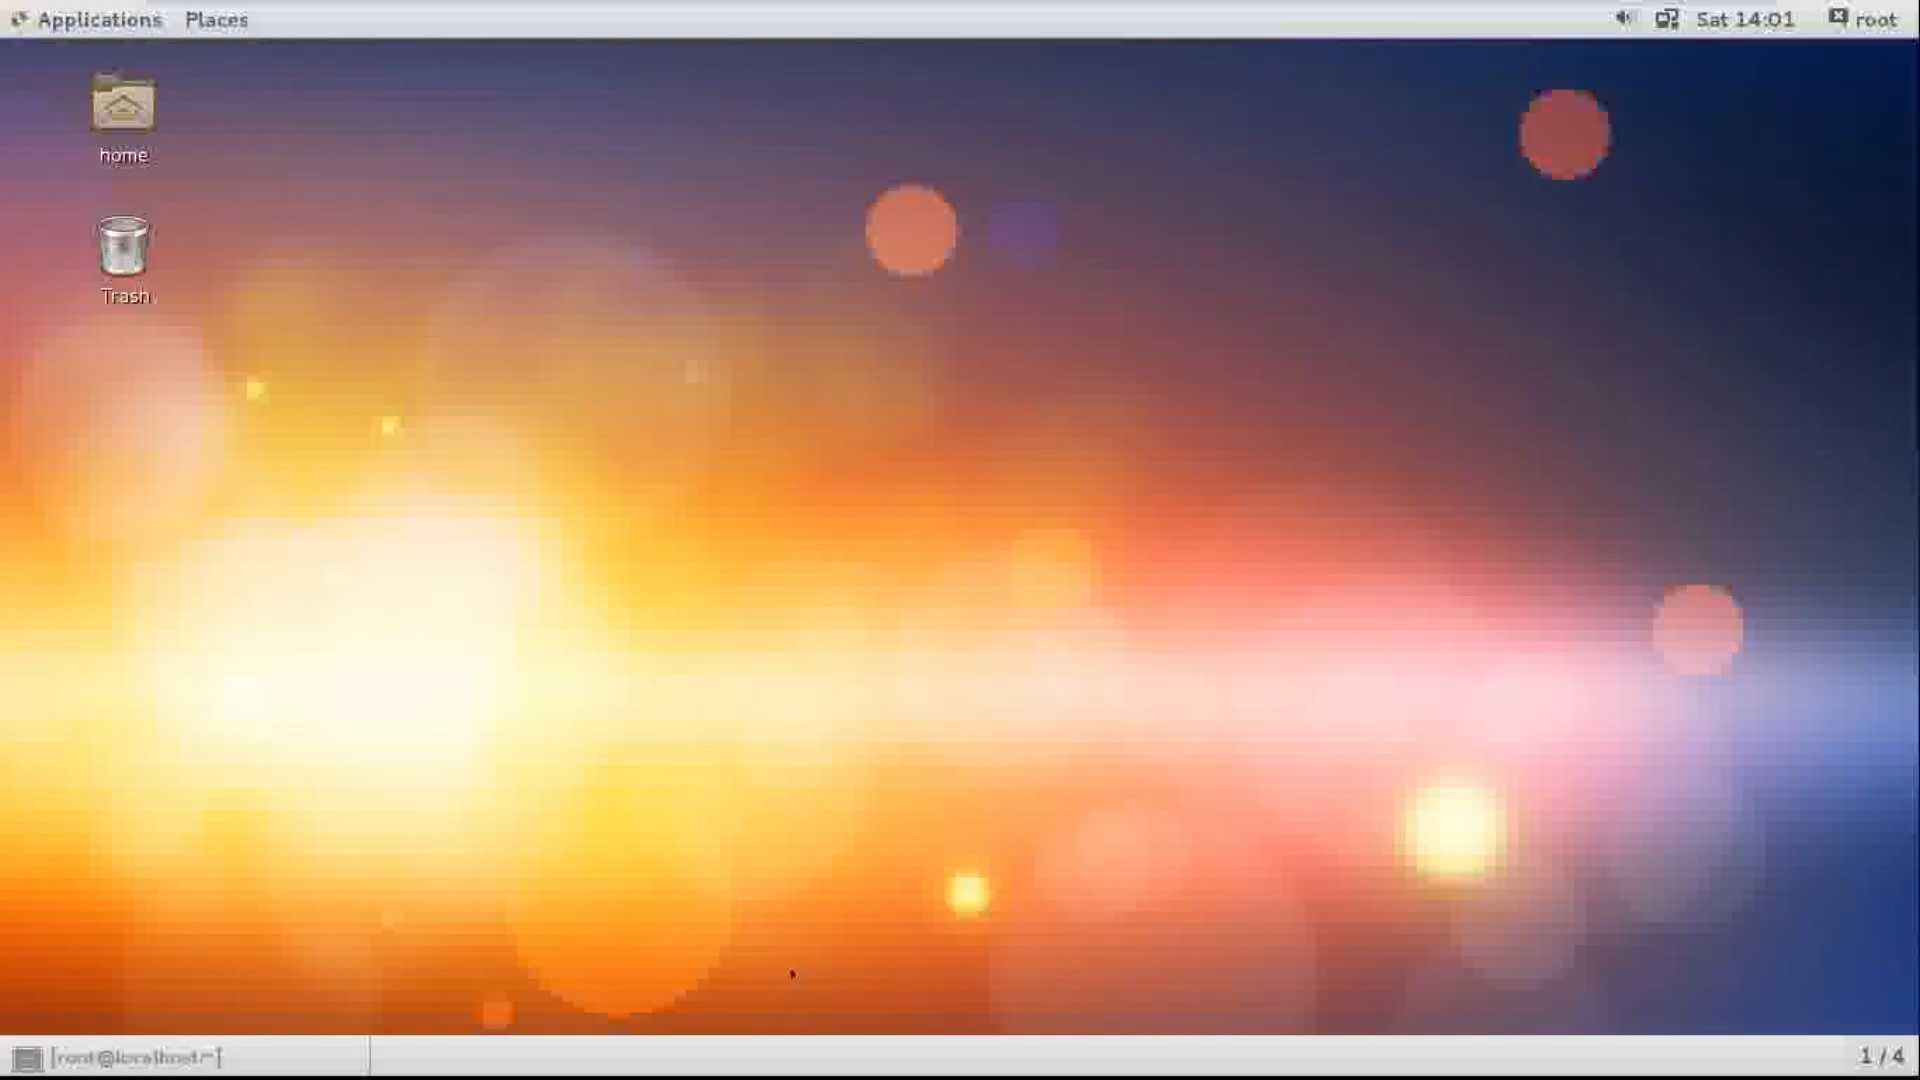 Applications Places Sat 14:01 root
home
Trash
[root@localhost:~] 1 / 4